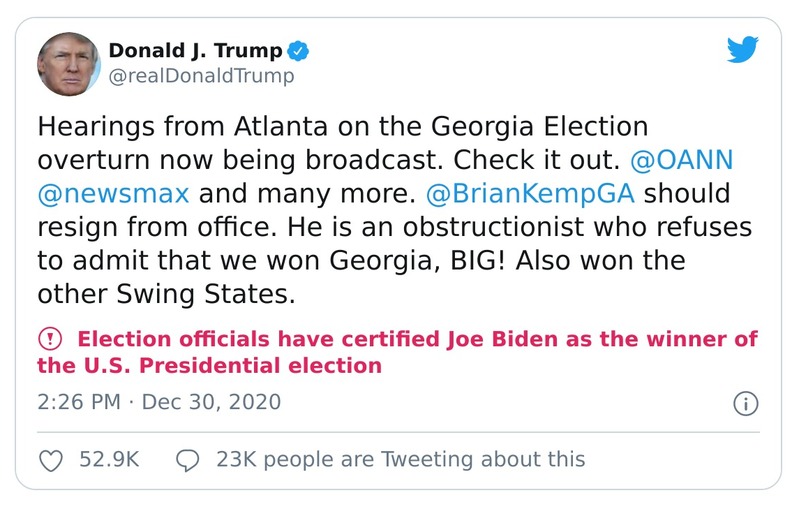 Donald J. Trump
@realDonaldTrump
Hearings from Atlanta on the Georgia Election
overturn now being broadcast. Check it out. @OANN
@newsmax and many more. @BrianKempGA should
resign from office. He is an obstructionist who refuses
to admit that we won Georgia, BIG! Also won the
other Swing States.
Election officials have certified Joe Biden as the winner of
the U.S. Presidential election
2:26 PM · Dec 30, 2020
52.9K 23K people are Tweeting about this